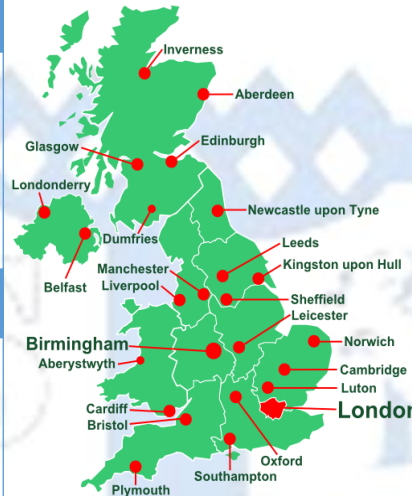 Inverness
Aberdeen
Edinburgh
Glasgow
Londonderry
Newcastle upon Tyne
Dumfries
Leeds
Kingston upon Hull
Manchester
Belfast
Liverpool
Sheffield
Leicester
Birmingham
Norwich
Aberystwyth
Cambridge
Luton
Cardiff
London
Bristol
Oxford
Southampton
Plymouth